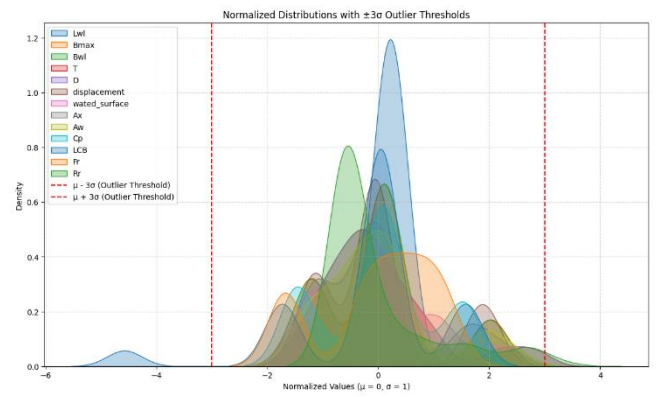 Normalized Distributions with ±3σ Outlier Thresholds
Lwl
Bmax
Bwl
T
D
displacement
wated_surface
Ax
Aw
Cp
LCB
Fr
Rr
μ - 3σ (Outlier Threshold)
μ + 3σ (Outlier Threshold)
1.2
1.0
0.8
0.6
0.4
0.2
0.0
Density
−6 −4 −2 0 2 4
Normalized Values (μ = 0, σ = 1)